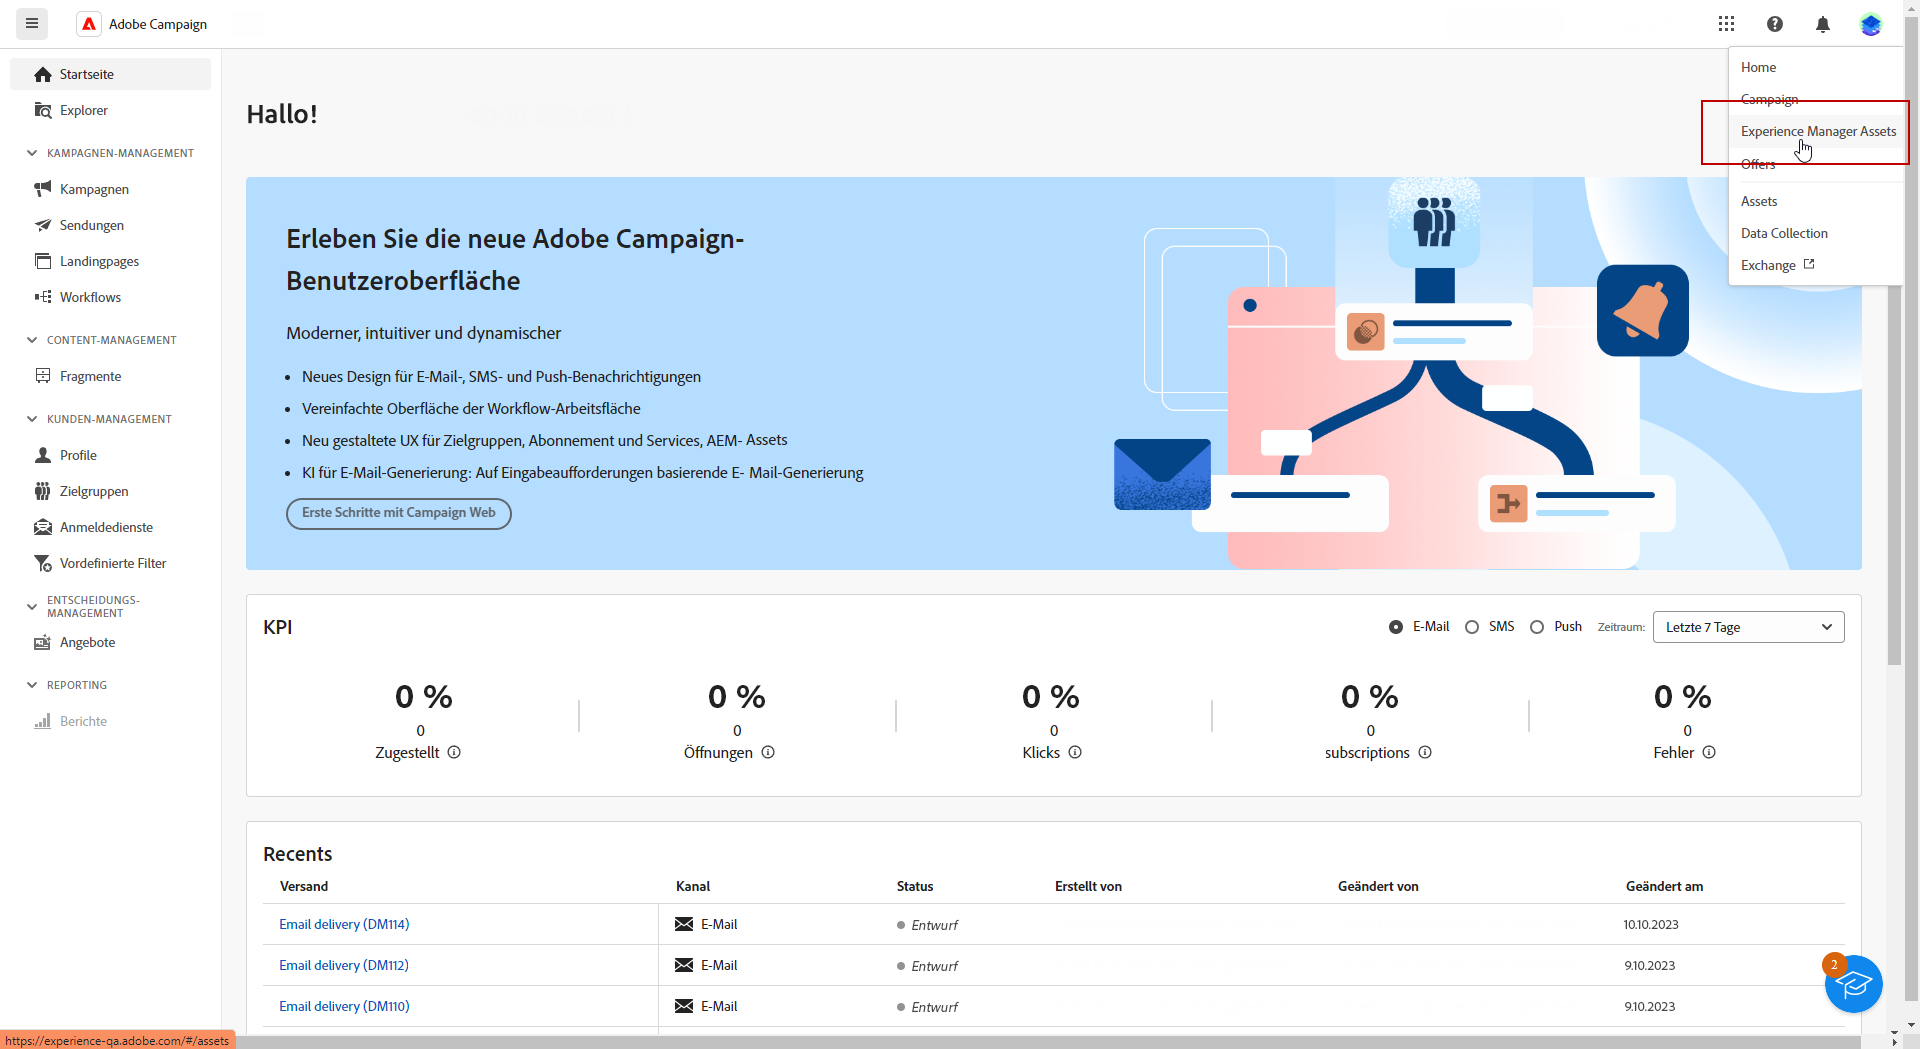 Adobe Campaign
Home
Campaign
Experience Manager Assets
Offers
Assets
Data Collection
Exchange
Startseite
Explorer
KAMPAGNEN-MANAGEMENT
Kampagnen
Sendungen
Landingpages
Workflows
CONTENT-MANAGEMENT
Fragmente
KUNDEN-MANAGEMENT
Profile
Zielgruppen
Anmeldedienste
Vordefinierte Filter
ENTSCHEIDUNGS-
MANAGEMENT
Angebote
REPORTING
Berichte
Hallo!
Erleben Sie die neue Adobe Campaign-
Benutzeroberfläche
Moderner, intuitiver und dynamischer
• Neues Design für E-Mail-, SMS- und Push-Benachrichtigungen
• Vereinfachte Oberfläche der Workflow-Arbeitsfläche
• Neu gestaltete UX für Zielgruppen, Abonnement und Services, AEM- Assets
• KI für E-Mail-Generierung: Auf Eingabeaufforderungen basierende E- Mail-Generierung
Erste Schritte mit Campaign Web
KPI
E-Mail SMS Push Zeitraum: Letzte 7 Tage
0 % 0 % 0 % 0 % 0 %
0 0 0 0 0
Zugestellt Öffnungen Klicks subscriptions Fehler
Recents
Versand Kanal Status Erstellt von Geändert von Geändert am
Email delivery (DM114) E-Mail Entwurf 10.10.2023
Email delivery (DM112) E-Mail Entwurf 9.10.2023
Email delivery (DM110) E-Mail Entwurf 9.10.2023
2
https://experience-qa.adobe.com/#/assets